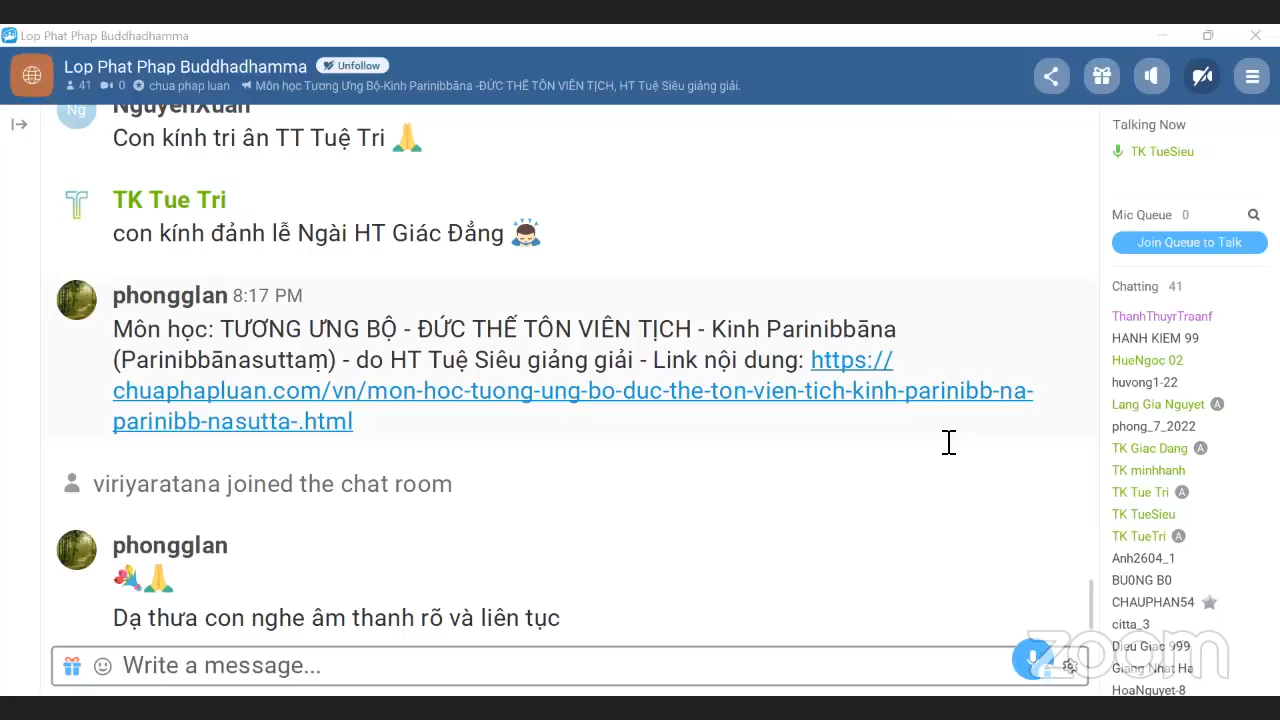 Lop Phat Phap Buddhadhamma
Lop Phat Phap Buddhadhamma Unfollow
41 0 chua phap luan Môn học Tương Ưng Bộ-Kinh Parinibbāna -ĐỨC THẾ TÔN VIÊN TỊCH, HT Tuệ Siêu giảng giải.
Ng NguyenXuan
Con kính tri ân TT Tuệ Tri 🙏
TK Tue Tri
con kính đảnh lễ Ngài HT Giác Đẳng 🙇
phongglan 8:17 PM
Môn học: TƯƠNG ƯNG BỘ - ĐỨC THẾ TÔN VIÊN TỊCH - Kinh Parinibbāna
(Parinibbānasuttaṃ) - do HT Tuệ Siêu giảng giải - Link nội dung: https://
chuaphapluan.com/vn/mon-hoc-tuong-ung-bo-duc-the-ton-vien-tich-kinh-parinibb-na-
parinibb-nasutta-.html
viriyaratana joined the chat room
phongglan
💐🙏
Dạ thưa con nghe âm thanh rõ và liên tục
Write a message...
Talking Now
TK TueSieu
Mic Queue 0
Join Queue to Talk
Chatting 41
ThanhThuyrTraanf
HANH KIEM 99
HueNgoc 02
huvong1-22
Lang Gia Nguyet A
phong_7_2022
TK Giac Dang A
TK minhhanh
TK Tue Tri A
TK TueSieu
TK TueTri A
Anh2604_1
BU0NG B0
CHAUPHAN54
citta_3
Dieu Giac 999
Giang Nhat Ha
HoaNguyet-8
zoom